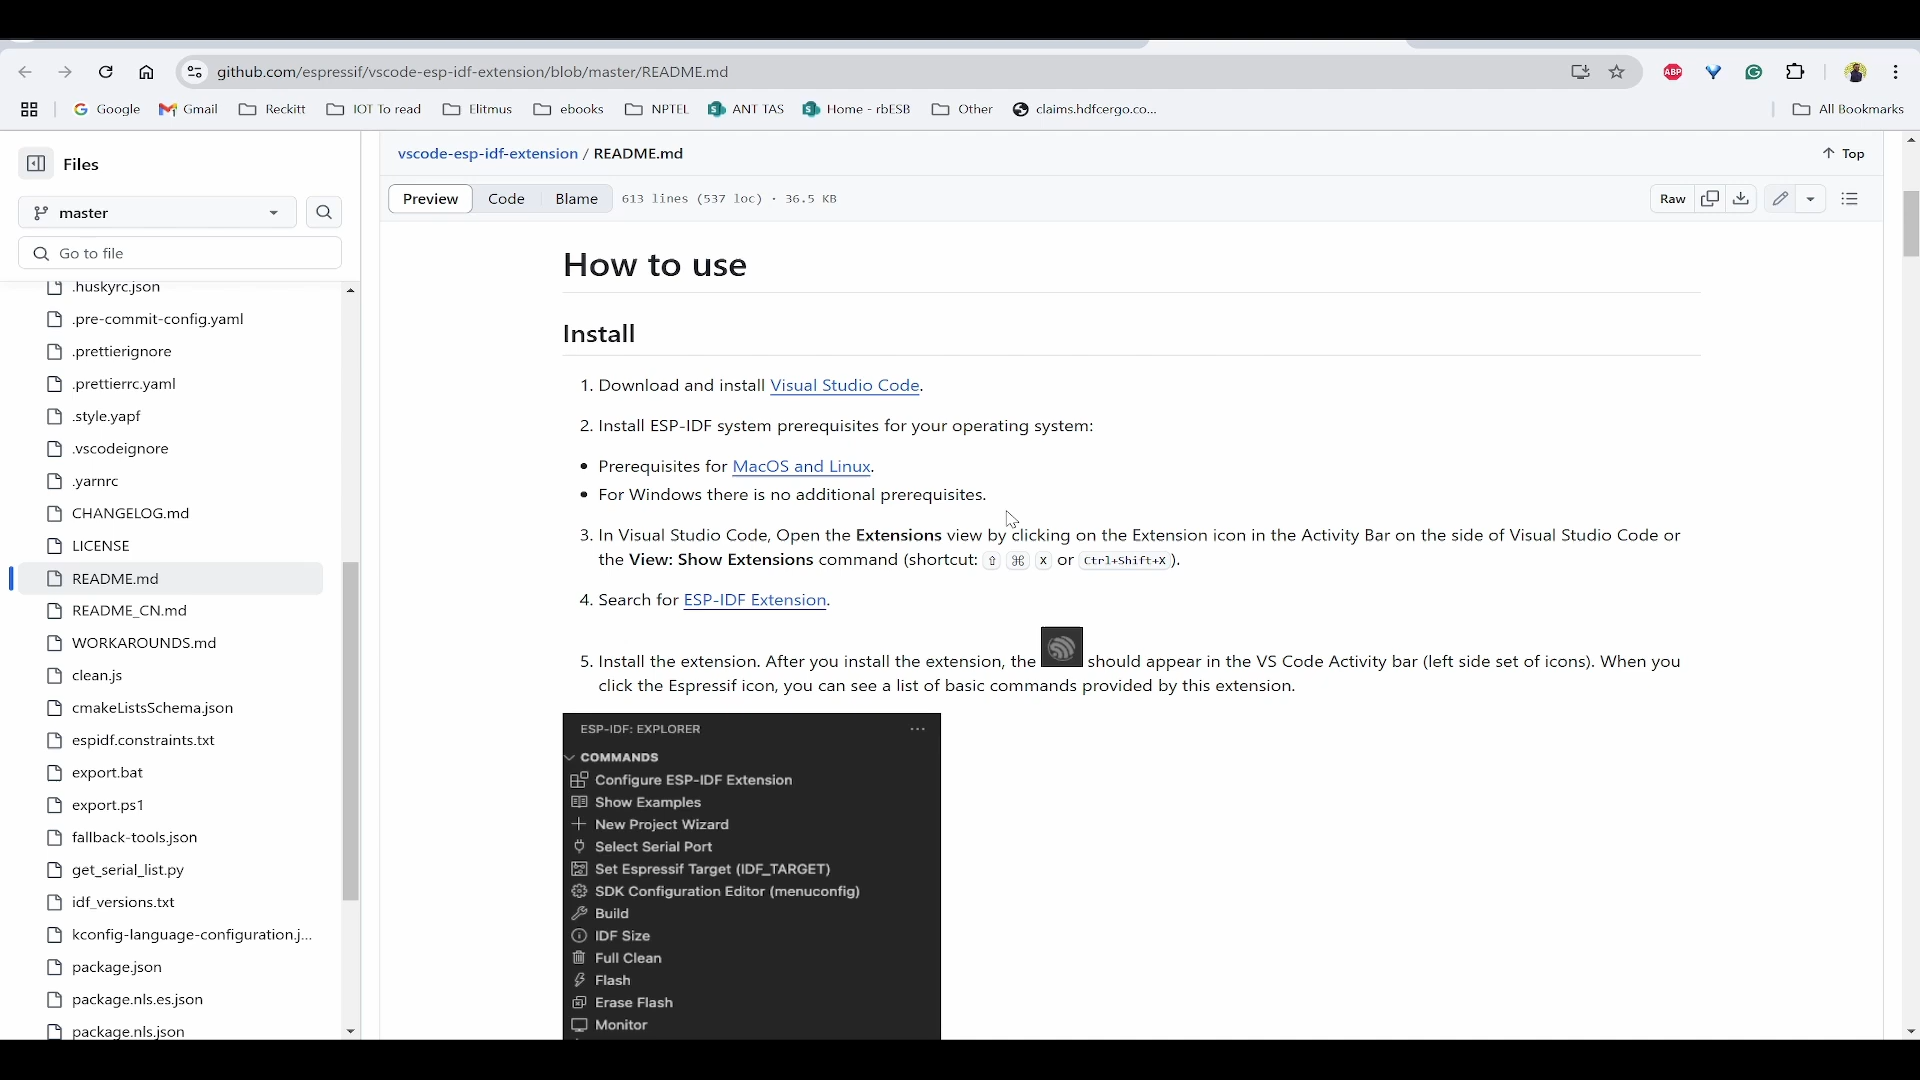 github.com/espressif/vscode-esp-idf-extension/blob/master/README.md
ABP
Google
Gmail
Reckitt
IOT To read
Elitmus
ebooks
NPTEL
ANT TAS
Home - rbESB
Other
claims.hdfcergo.co...
All Bookmarks
Files
master
Go to file
.huskyrc.json
.pre-commit-config.yaml
.prettierignore
.prettierrc.yaml
.style.yapf
.vscodeignore
.yarnrc
CHANGELOG.md
LICENSE
README.md
README_CN.md
WORKAROUNDS.md
clean.js
cmakeListsSchema.json
espidf.constraints.txt
export.bat
export.ps1
fallback-tools.json
get_serial_list.py
idf_versions.txt
kconfig-language-configuration.j...
package.json
package.nls.es.json
package.nls.json
vscode-esp-idf-extension / README.md
Top
Preview Code Blame 613 lines (537 loc) · 36.5 KB
Raw
How to use
Install
1. Download and install Visual Studio Code.
2. Install ESP-IDF system prerequisites for your operating system:
• Prerequisites for MacOS and Linux.
• For Windows there is no additional prerequisites.
3. In Visual Studio Code, Open the Extensions view by clicking on the Extension icon in the Activity Bar on the side of Visual Studio Code or
the View: Show Extensions command (shortcut: ⇧ ⌘ X or Ctrl+Shift+X ).
4. Search for ESP-IDF Extension.
5. Install the extension. After you install the extension, the should appear in the VS Code Activity bar (left side set of icons). When you
click the Espressif icon, you can see a list of basic commands provided by this extension.
ESP-IDF: EXPLORER ...
COMMANDS
Configure ESP-IDF Extension
Show Examples
New Project Wizard
Select Serial Port
Set Espressif Target (IDF_TARGET)
SDK Configuration Editor (menuconfig)
Build
IDF Size
Full Clean
Flash
Erase Flash
Monitor